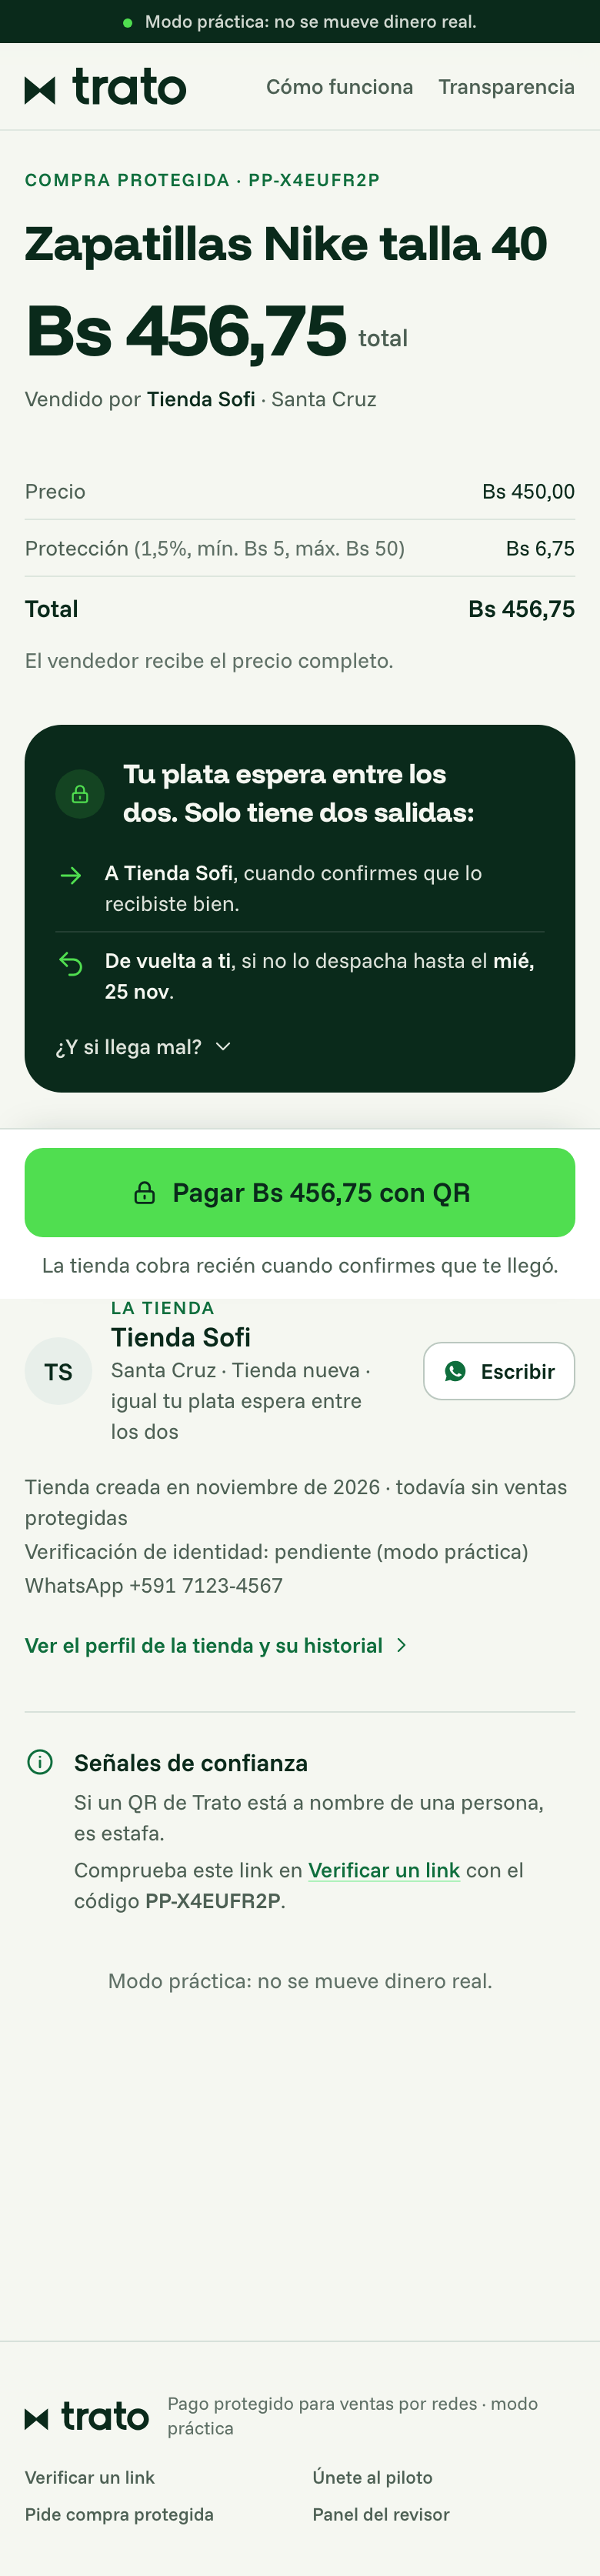 Modo práctica: no se mueve dinero real.
trato
Cómo funciona
Transparencia
COMPRA PROTEGIDA · PP-X4EUFR2P
Zapatillas Nike talla 40
Bs 456,75 total
Vendido por Tienda Sofi · Santa Cruz
Precio
Bs 450,00
Protección (1,5%, mín. Bs 5, máx. Bs 50)
Bs 6,75
Total
Bs 456,75
El vendedor recibe el precio completo.
Tu plata espera entre los
dos. Solo tiene dos salidas:
A Tienda Sofi, cuando confirmes que lo
recibiste bien.
De vuelta a ti, si no lo despacha hasta el mié,
25 nov.
¿Y si llega mal?
Pagar Bs 456,75 con QR
La tienda cobra recién cuando confirmes que te llegó.
LA TIENDA
TS
Tienda Sofi
Santa Cruz · Tienda nueva ·
igual tu plata espera entre
los dos
Escribir
Tienda creada en noviembre de 2026 · todavía sin ventas
protegidas
Verificación de identidad: pendiente (modo práctica)
WhatsApp +591 7123-4567
Ver el perfil de la tienda y su historial
Señales de confianza
Si un QR de Trato está a nombre de una persona,
es estafa.
Comprueba este link en Verificar un link con el
código PP-X4EUFR2P.
Modo práctica: no se mueve dinero real.
trato
Pago protegido para ventas por redes · modo
práctica
Verificar un link
Únete al piloto
Pide compra protegida
Panel del revisor